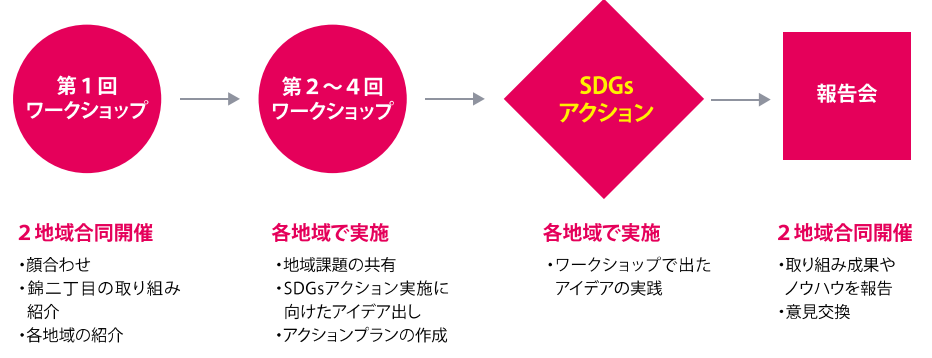 第1回
ワークショップ
第2～4回
ワークショップ
SDGs
アクション
報告会
2地域合同開催
・顔合わせ
・錦二丁目の取り組み
紹介
・各地域の紹介
各地域で実施
・地域課題の共有
・SDGsアクション実施に
向けたアイデア出し
・アクションプランの作成
各地域で実施
・ワークショップで出た
アイデアの実践
2地域合同開催
・取り組み成果や
ノウハウを報告
・意見交換